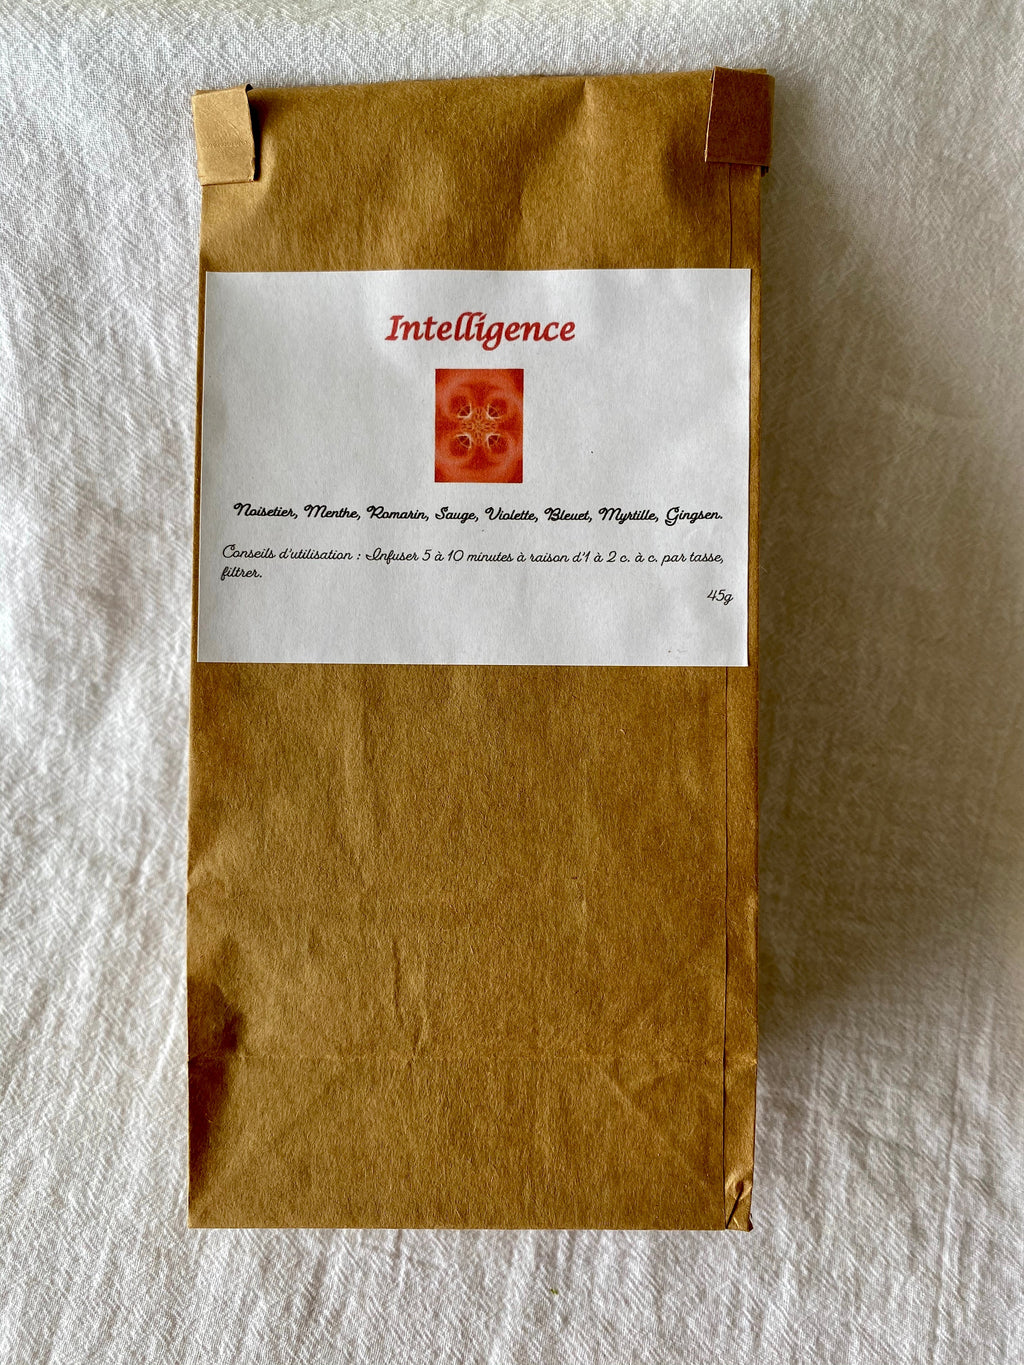 Intelligence
Noisetier, Menthe, Romarin, Sauge, Violette, Bleuet, Myrtille, Gingsen.
Conseils d'utilisation : Infuser 5 à 10 minutes à raison d'1 à 2 c. à c. par tasse,
filtrer.
45g